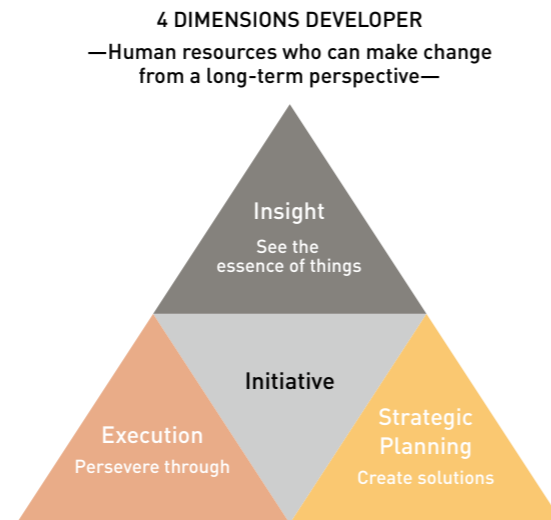 4 DIMENSIONS DEVELOPER
—Human resources who can make change
from a long-term perspective—
Insight
See the
essence of things
Initiative
Execution
Persevere through
Strategic
Planning
Create solutions